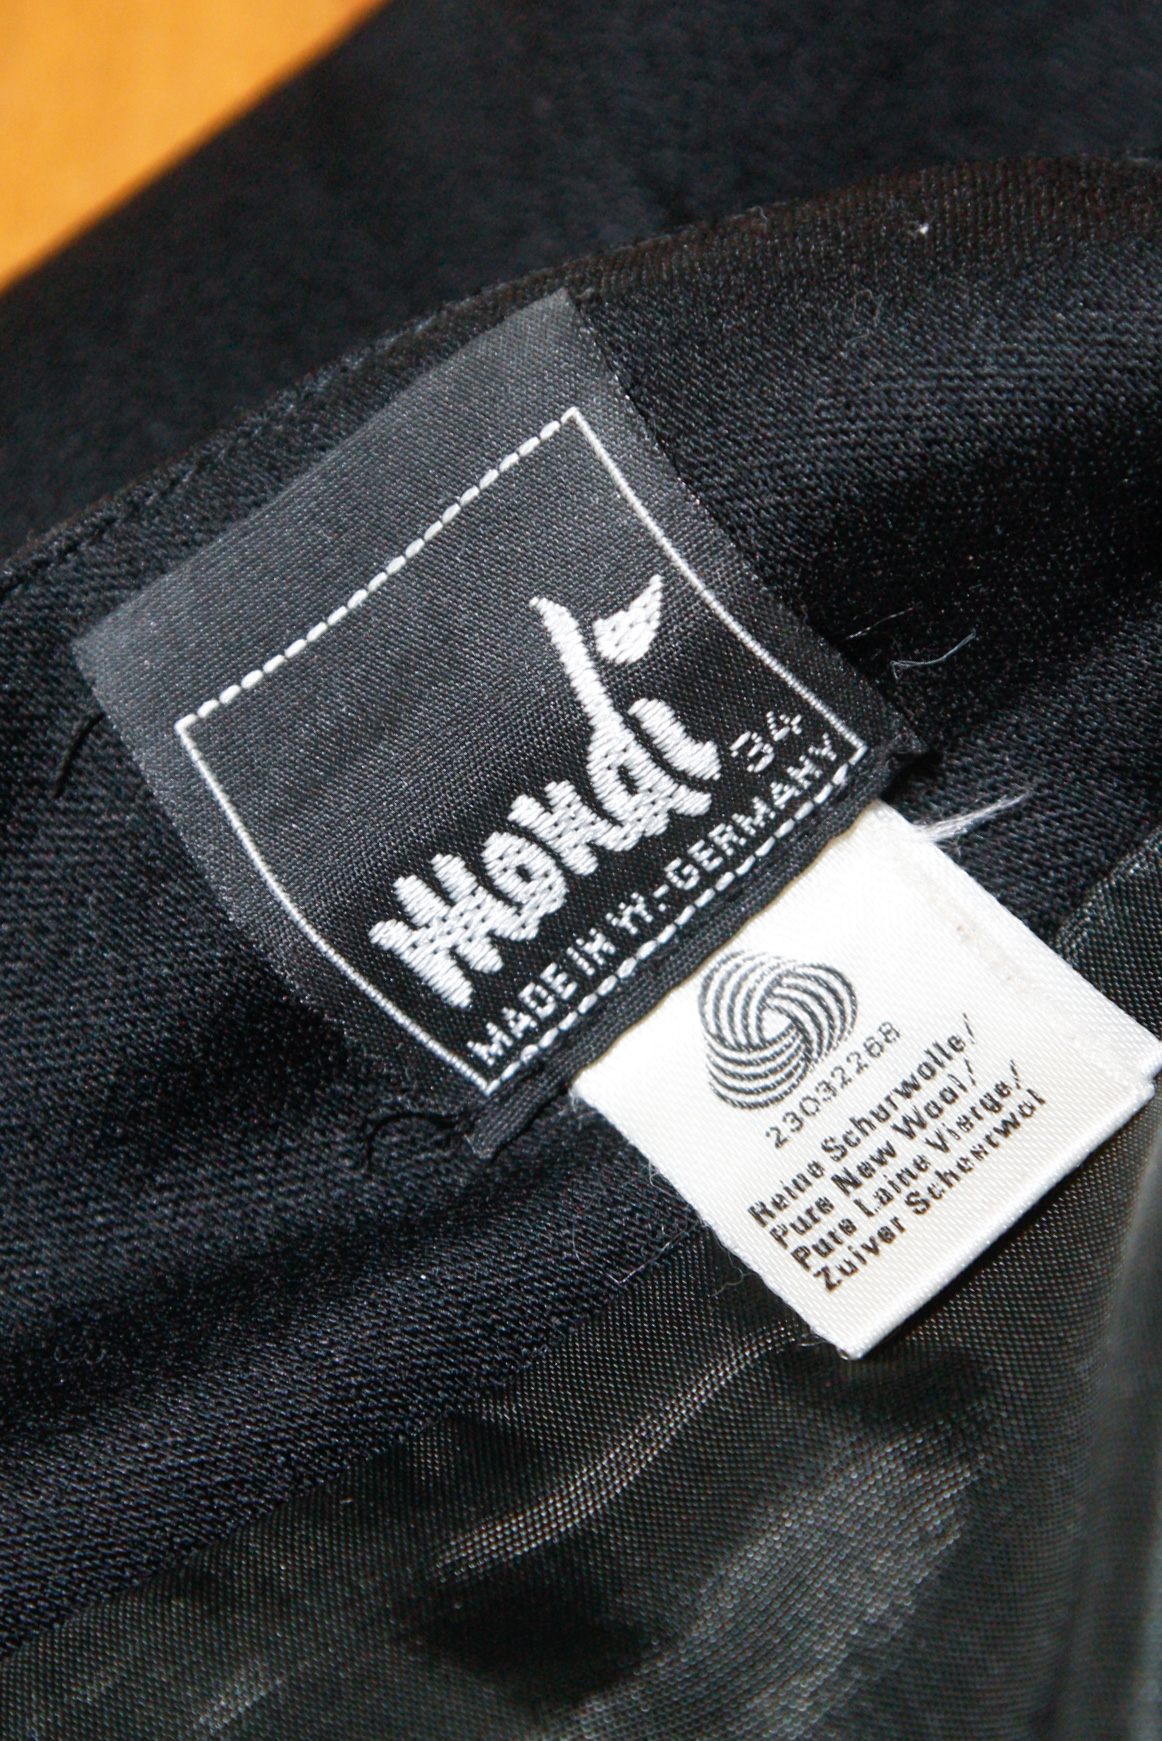 Mondi 34
MADE IN W.-GERMANY
23032268
Reine Schurwolle/
Pure New Wool/
Pure Laine Vierge/
Zuiver Scheerwol